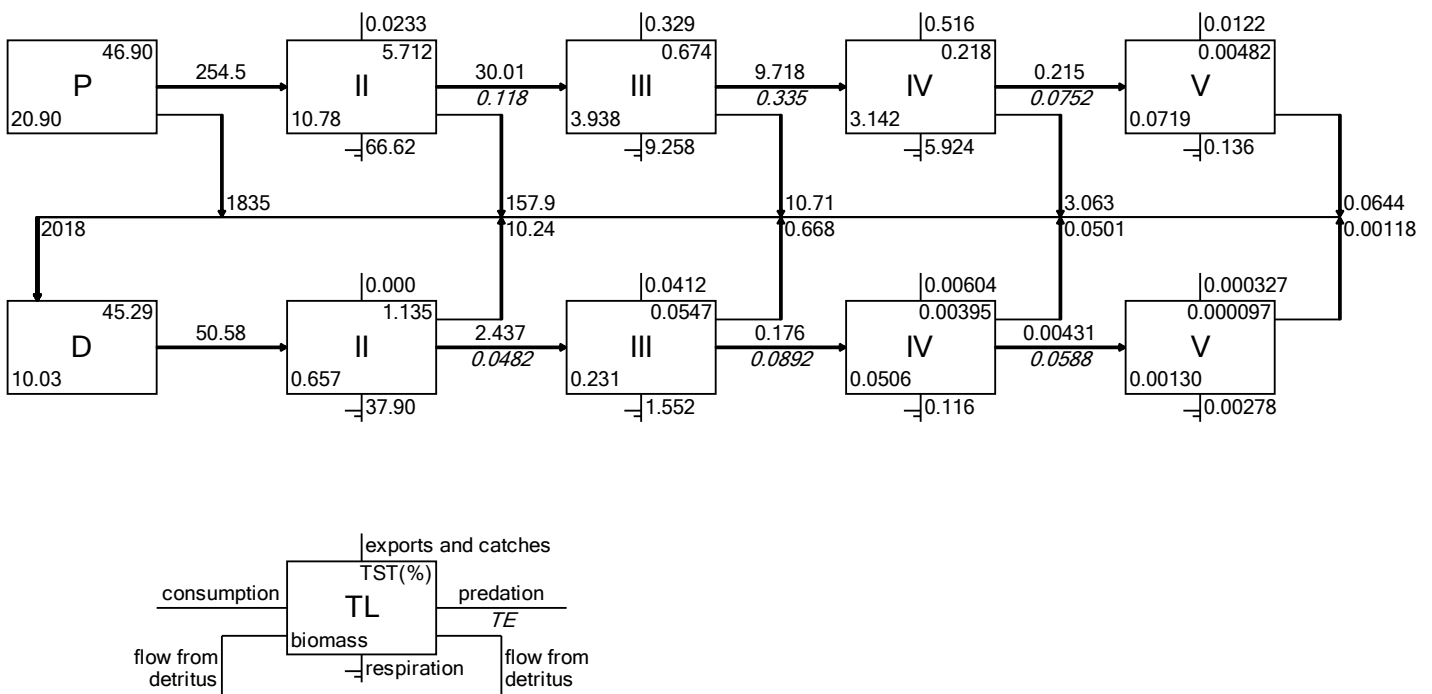 0.0233 0.329 0.516 0.0122
46.90 5.712 0.674 0.218 0.00482
P 254.5 II 30.01 III 9.718 IV 0.215 V
0.118 0.335 0.0752
20.90 10.78 3.938 3.142 0.0719
66.62 9.258 5.924 0.136
1835 157.9 10.71 3.063 0.0644
2018 10.24 0.668 0.0501 0.00118
0.000 0.0412 0.00604 0.000327
45.29 1.135 0.0547 0.00395 0.000097
D 50.58 II 2.437 III 0.176 IV 0.00431 V
0.0482 0.0892 0.0588
10.03 0.657 0.231 0.0506 0.00130
37.90 1.552 0.116 0.00278
exports and catches
TST(%)
consumption TL predation
TE
biomass
flow from
detritus
respiration
flow from
detritus